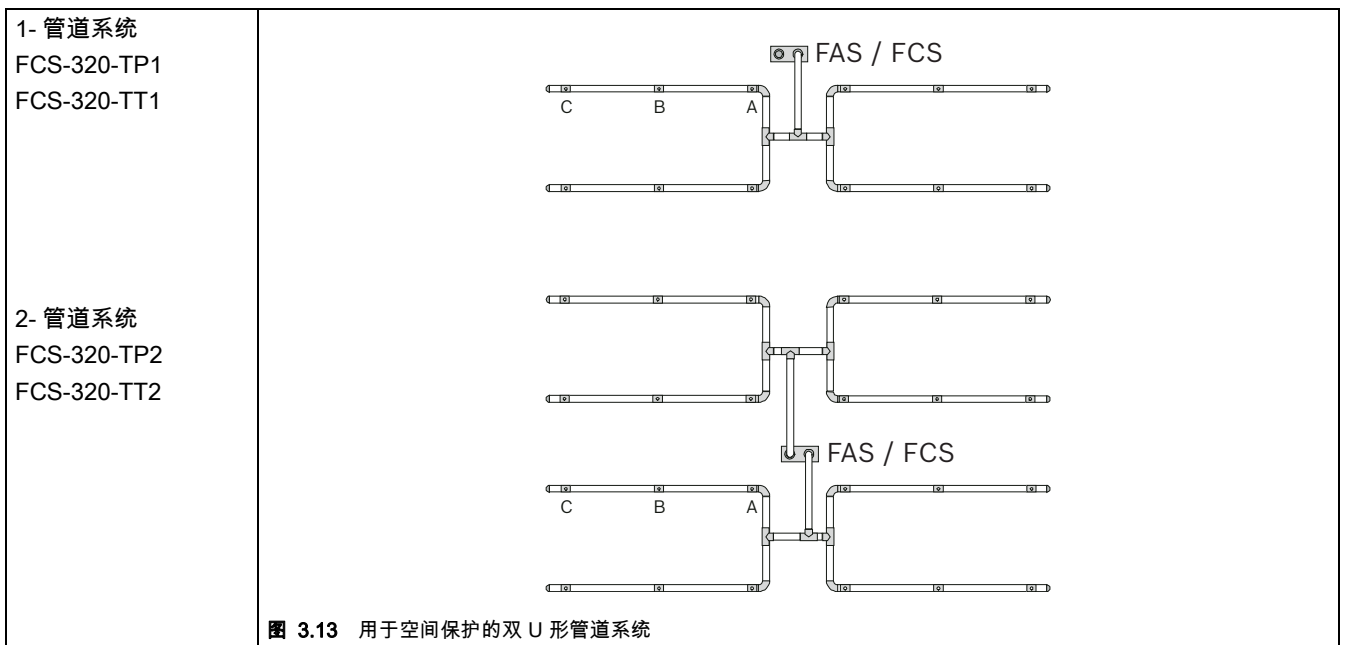 1- 管道系统
FCS-320-TP1
FCS-320-TT1
FAS / FCS
C B A
2- 管道系统
FCS-320-TP2
FCS-320-TT2
FAS / FCS
C B A
图 3.13 用于空间保护的双 U 形管道系统